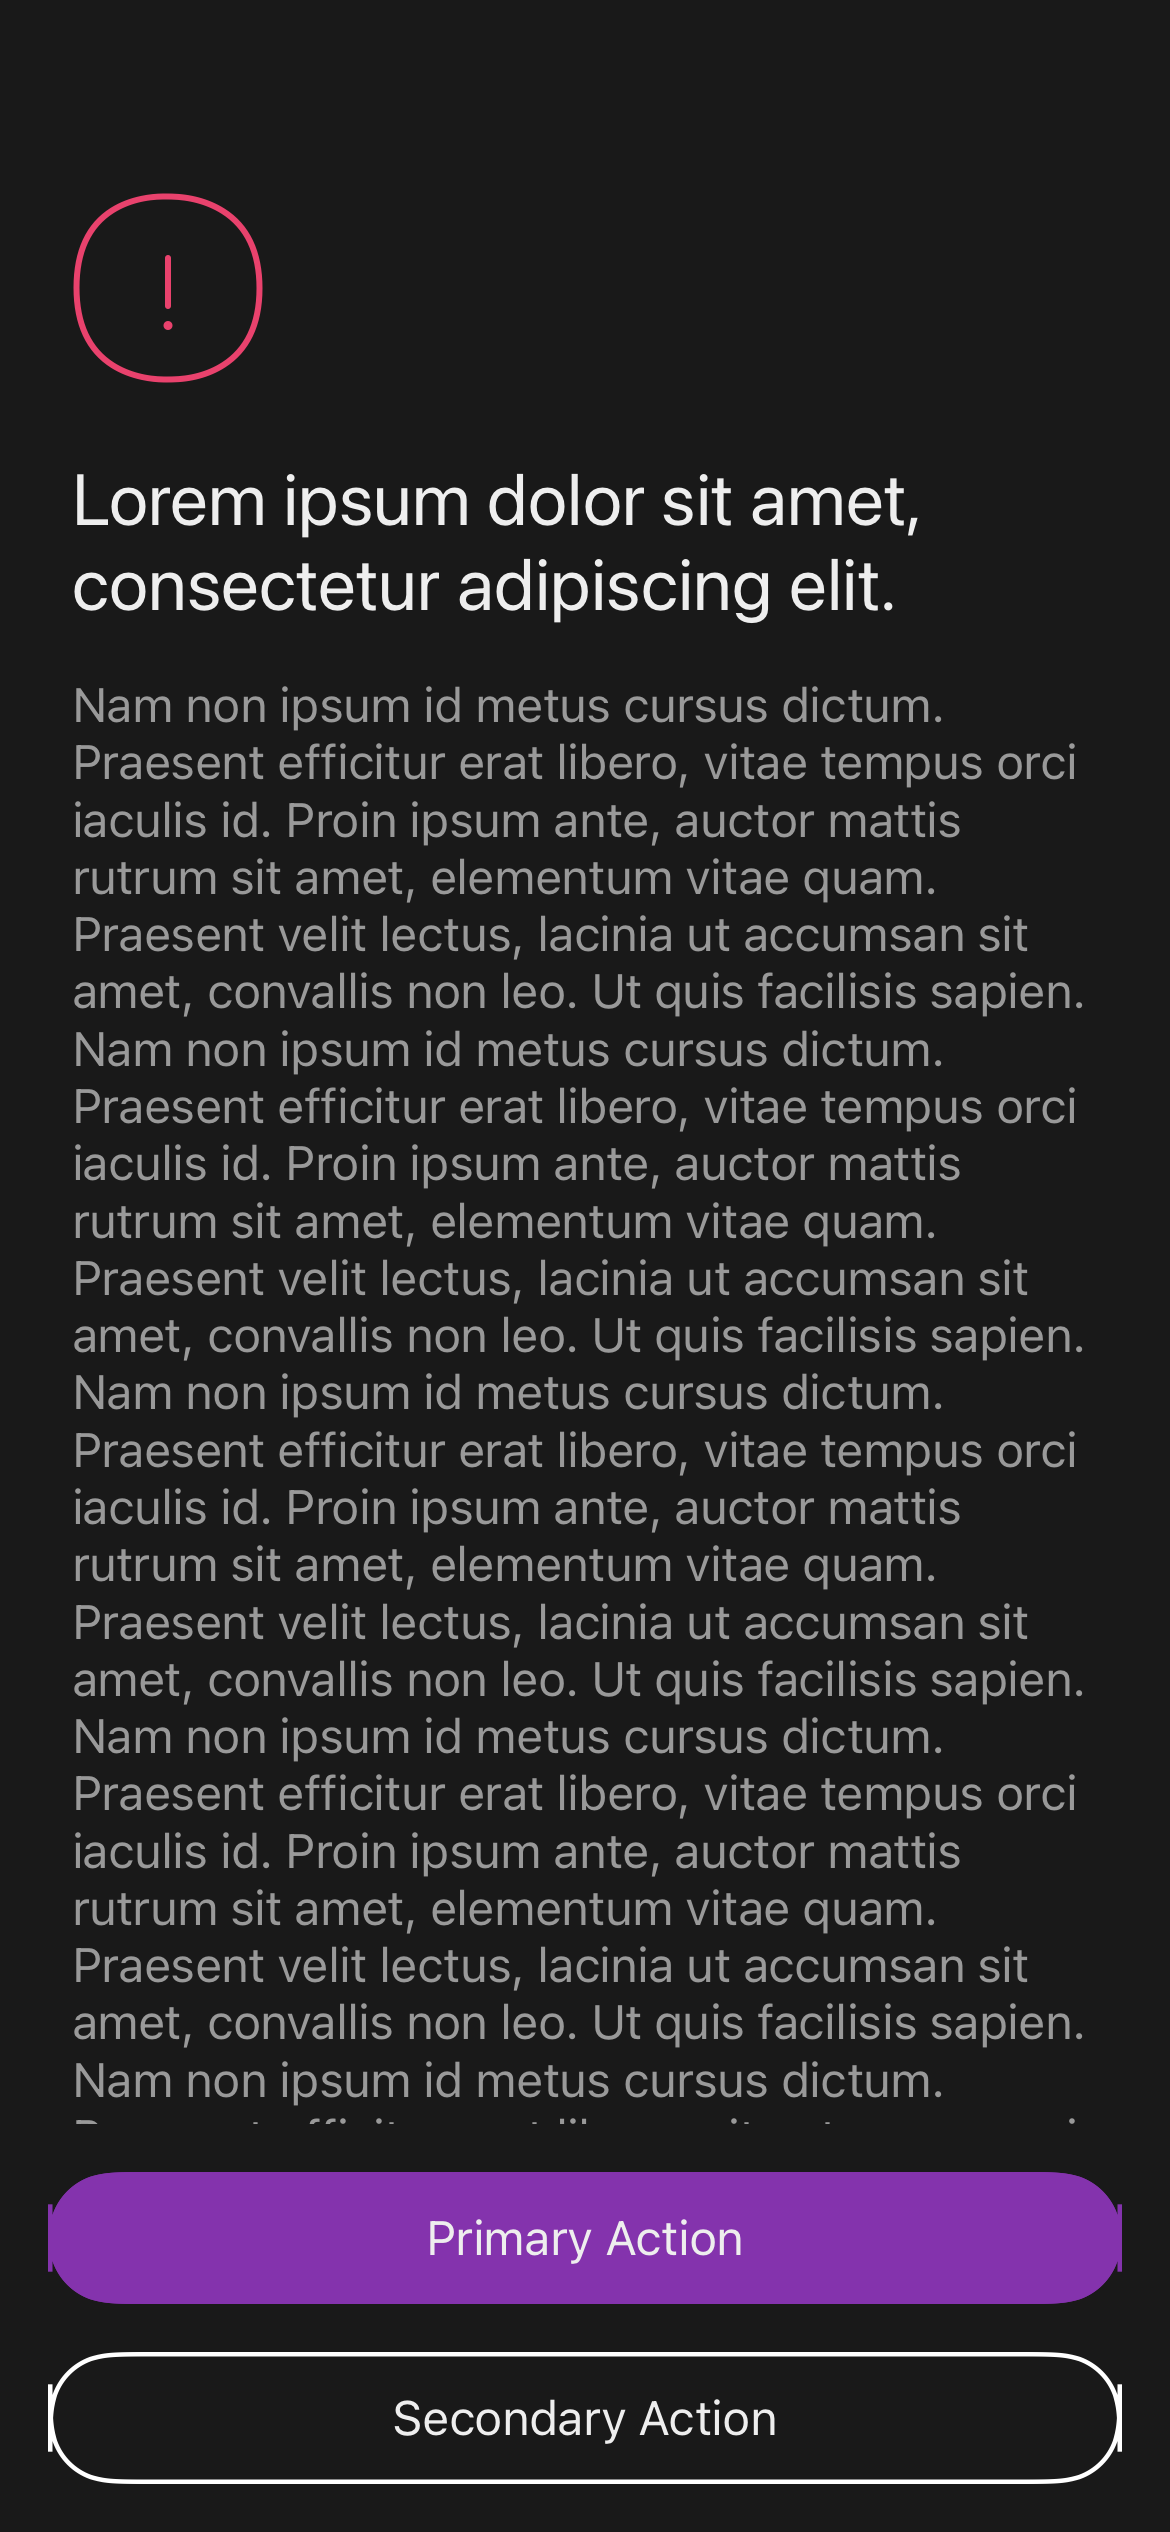 Lorem ipsum dolor sit amet,
consectetur adipiscing elit.
Nam non ipsum id metus cursus dictum.
Praesent efficitur erat libero, vitae tempus orci
iaculis id. Proin ipsum ante, auctor mattis
rutrum sit amet, elementum vitae quam.
Praesent velit lectus, lacinia ut accumsan sit
amet, convallis non leo. Ut quis facilisis sapien.
Nam non ipsum id metus cursus dictum.
Praesent efficitur erat libero, vitae tempus orci
iaculis id. Proin ipsum ante, auctor mattis
rutrum sit amet, elementum vitae quam.
Praesent velit lectus, lacinia ut accumsan sit
amet, convallis non leo. Ut quis facilisis sapien.
Nam non ipsum id metus cursus dictum.
Praesent efficitur erat libero, vitae tempus orci
iaculis id. Proin ipsum ante, auctor mattis
rutrum sit amet, elementum vitae quam.
Praesent velit lectus, lacinia ut accumsan sit
amet, convallis non leo. Ut quis facilisis sapien.
Nam non ipsum id metus cursus dictum.
Praesent efficitur erat libero, vitae tempus orci
iaculis id. Proin ipsum ante, auctor mattis
rutrum sit amet, elementum vitae quam.
Praesent velit lectus, lacinia ut accumsan sit
amet, convallis non leo. Ut quis facilisis sapien.
Nam non ipsum id metus cursus dictum.
Primary Action
Secondary Action